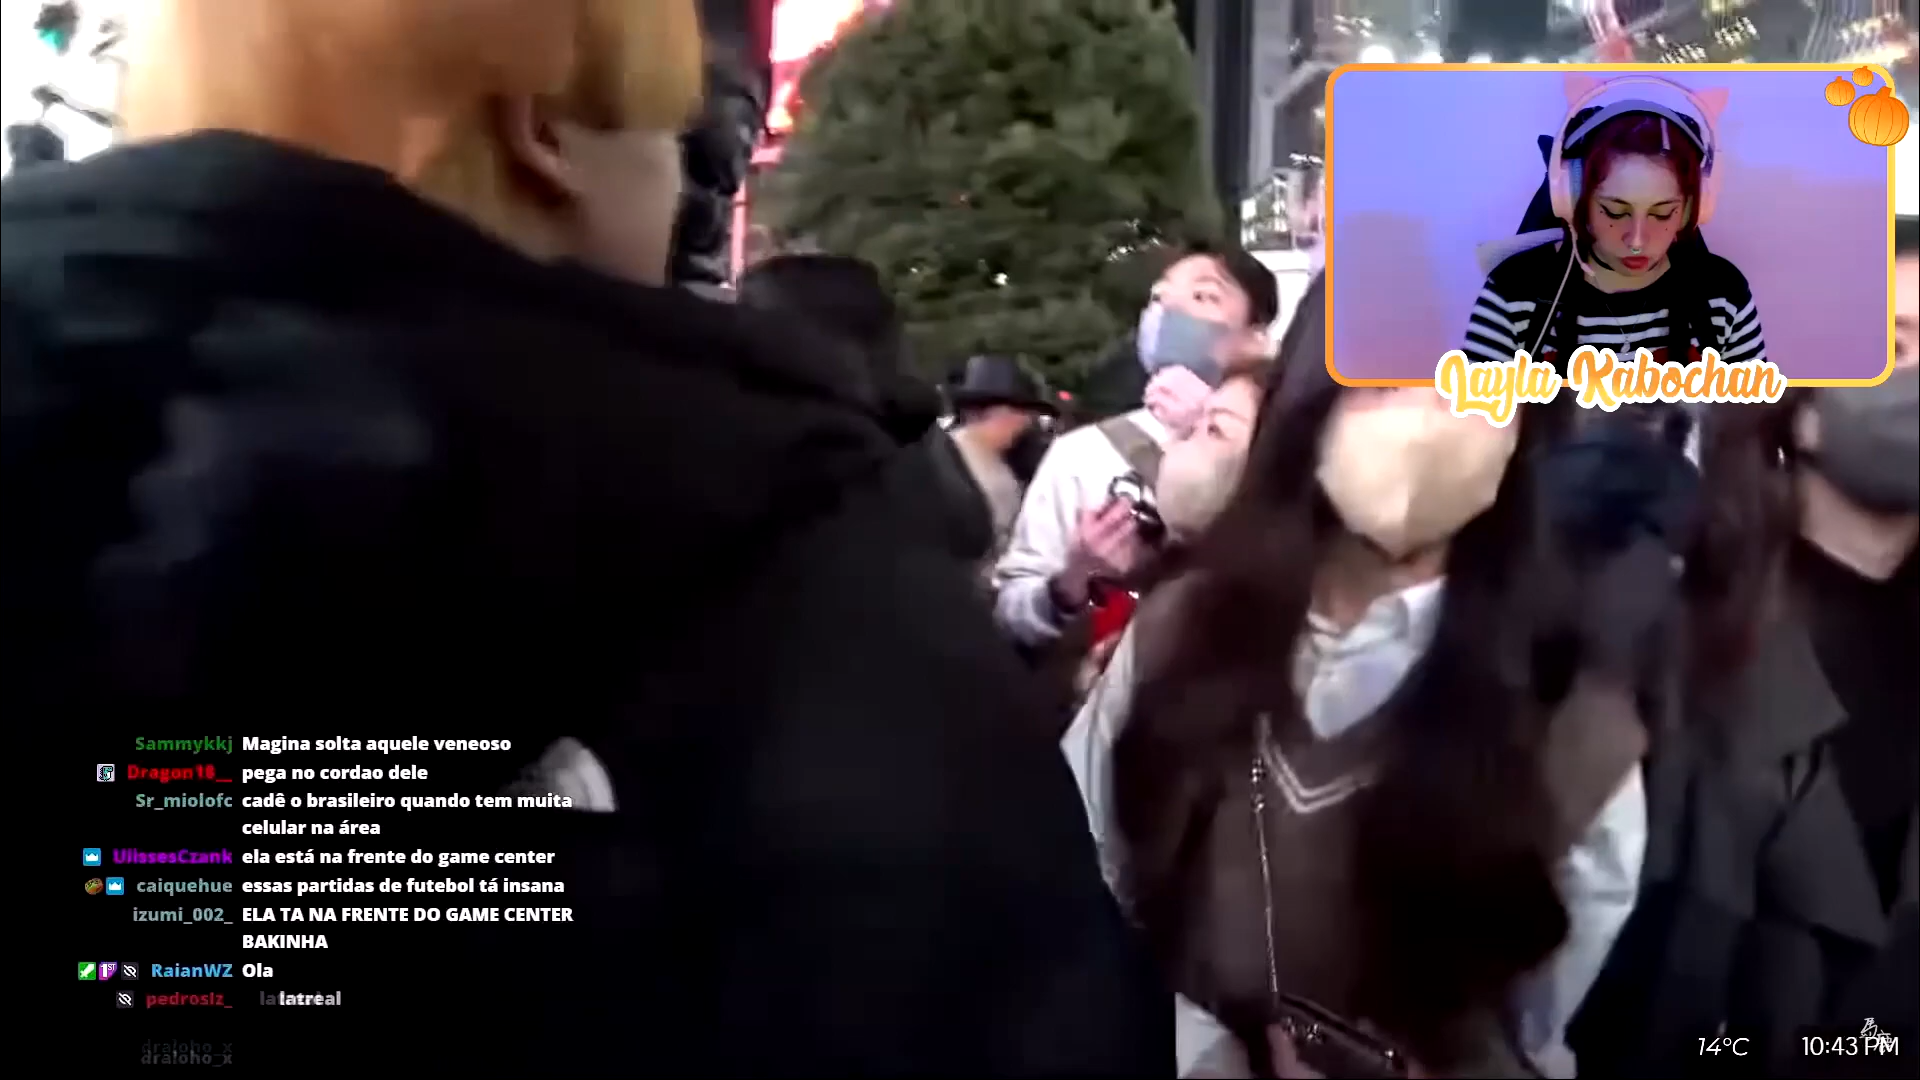 Layla Kabochan
Sammykkj Magina solta aquele veneoso
Dragon18__ pega no cordao dele
Sr_miolofc cadê o brasileiro quando tem muita
celular na área
UlissesCzank ela está na frente do game center
caiquehue essas partidas de futebol tá insana
izumi_002_ ELA TA NA FRENTE DO GAME CENTER
BAKINHA
RaianWZ Ola
pedroslz_ latreal
draloho_x
14°C 10:43 PM